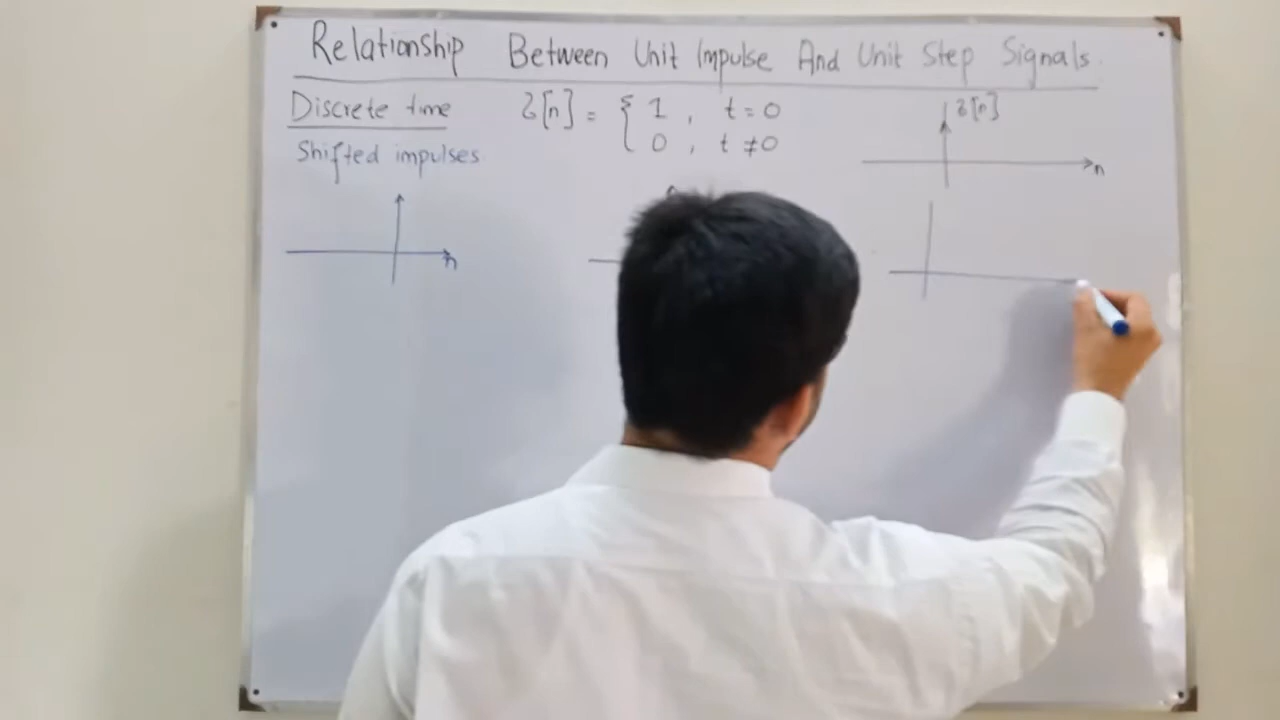 Relationship Between Unit Impulse And Unit Step Signals.
Discrete time
δ[n] = { 1 , t = 0
0 , t ≠ 0
δ[n]
n
Shifted impulses
n